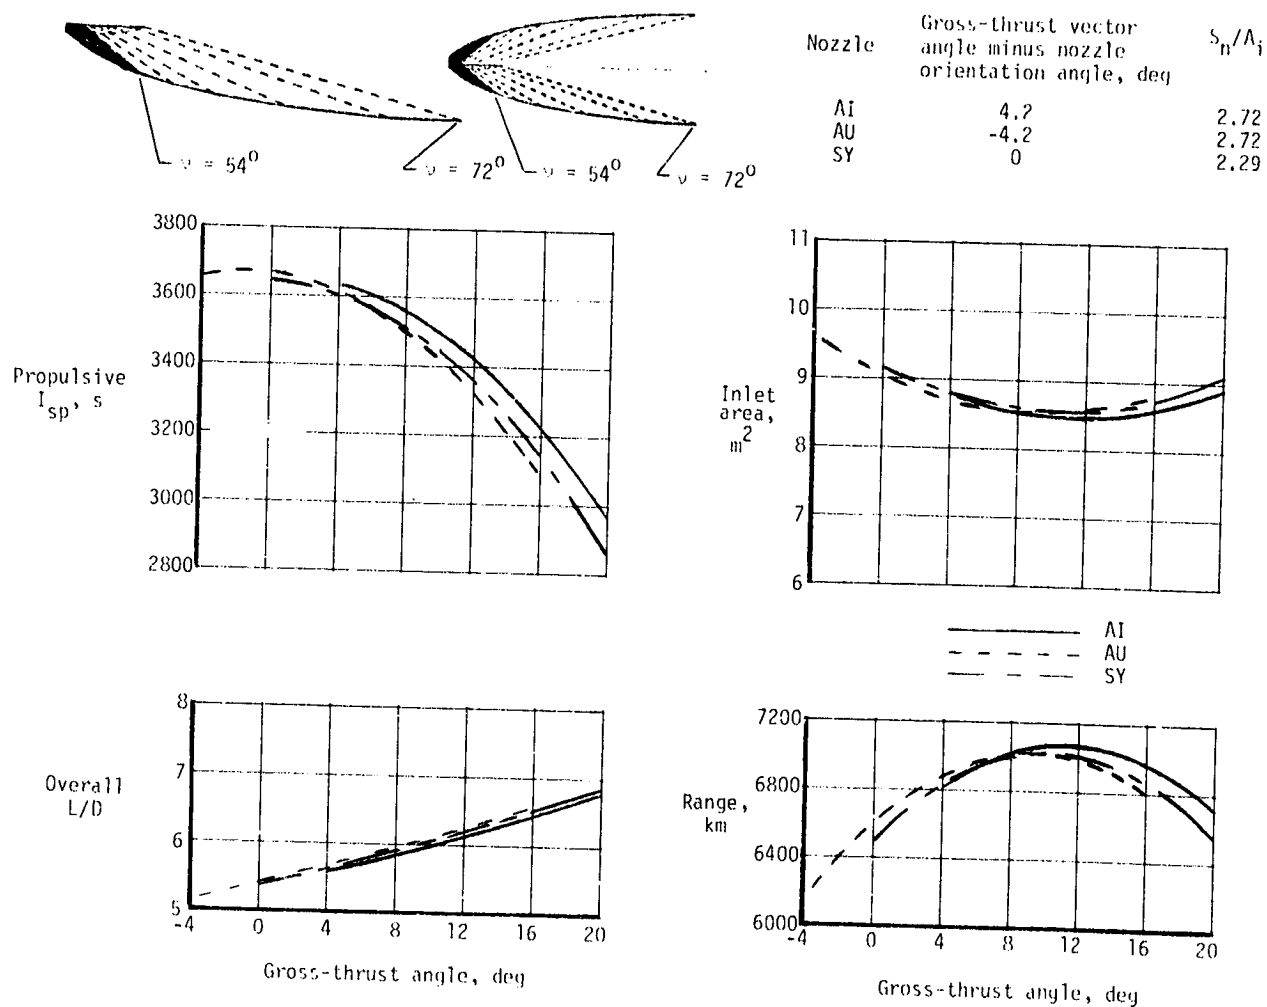 Nozzle
Gross-thrust vector
angle minus nozzle
orientation angle, deg
S_n/A_i
AI 4.2 2.72
AU -4.2 2.72
SY 0 2.29
ν = 54⁰
ν = 72⁰
ν = 54⁰
ν = 72⁰
3800
3600
3400
3200
3000
2800
Propulsive
I_sp, s
11
10
9
8
7
6
Inlet
area,
m²
AI
AU
SY
8
7
6
5
Overall
L/D
-4 0 4 8 12 16 20
Gross-thrust angle, deg
7200
6800
6400
6000
Range,
km
-4 0 4 8 12 16 20
Gross-thrust angle, deg